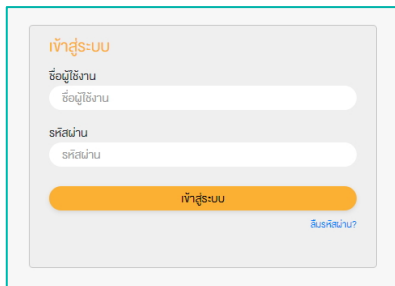 เข้าสู่ระบบ
ชื่อผู้ใช้งาน
ชื่อผู้ใช้งาน
รหัสผ่าน
รหัสผ่าน
เข้าสู่ระบบ
ลืมรหัสผ่าน?